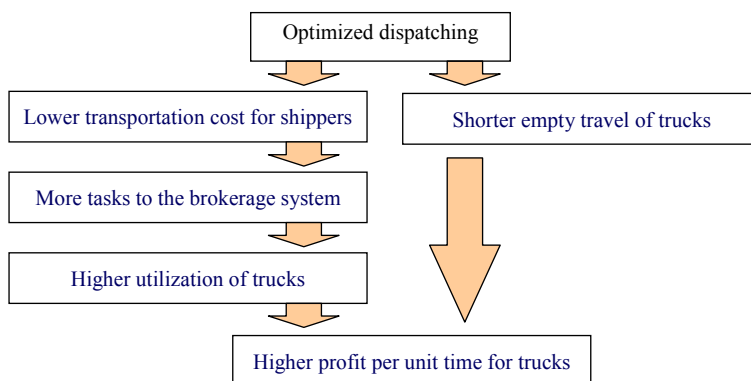 Optimized dispatching
Lower transportation cost for shippers
Shorter empty travel of trucks
More tasks to the brokerage system
Higher utilization of trucks
Higher profit per unit time for trucks